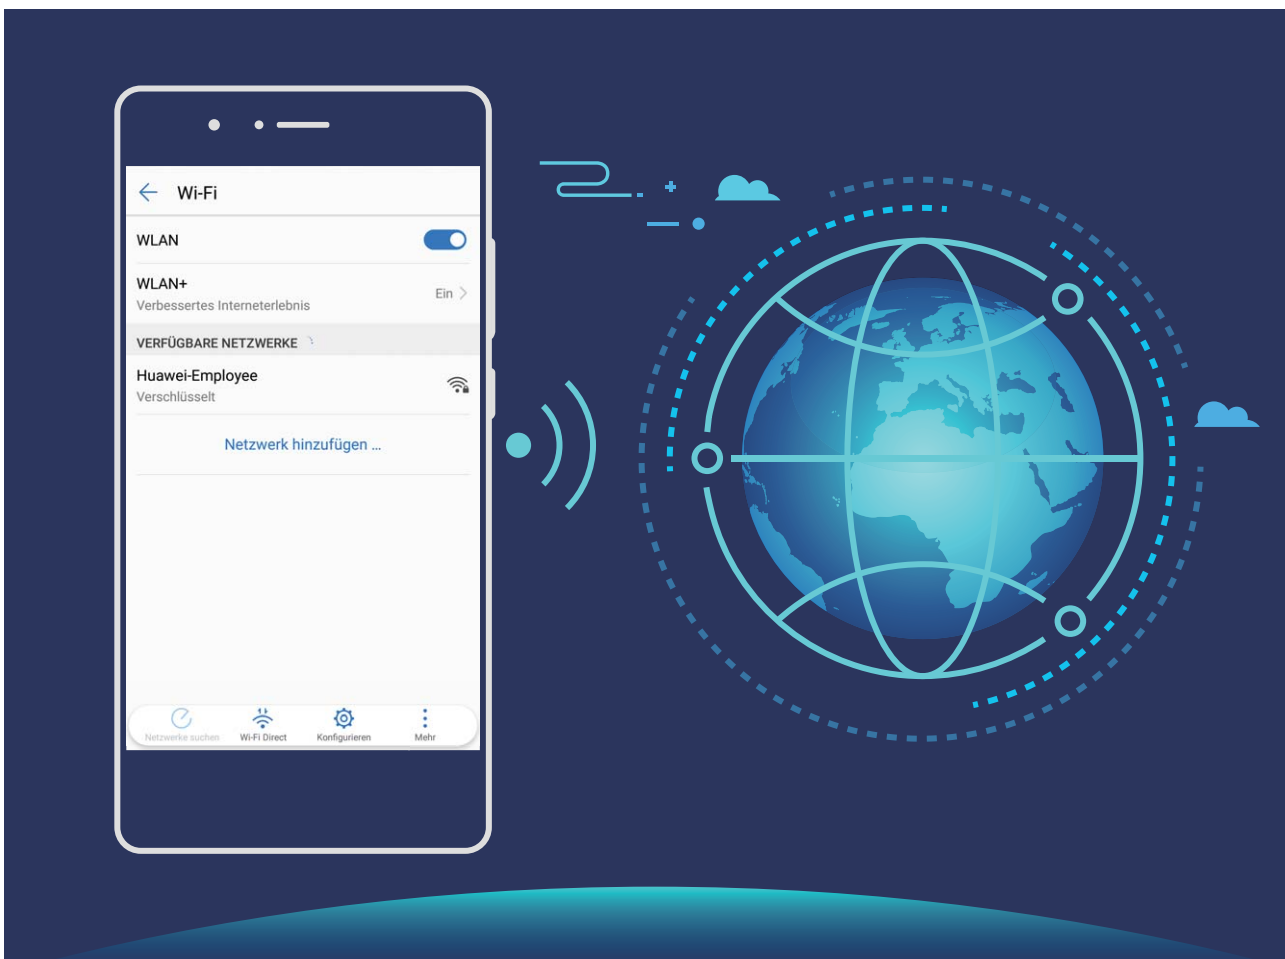 Wi-Fi
WLAN
WLAN+
Verbessertes Interneterlebnis
Ein
VERFÜGBARE NETZWERKE
Huawei-Employee
Verschlüsselt
Netzwerk hinzufügen ...
Netzwerke suchen
Wi-Fi Direct
Konfigurieren
Mehr